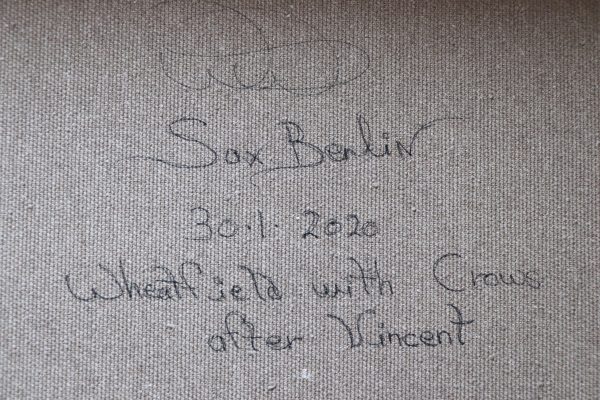 Sax Berlin
30.1.2020
Wheatfield with Crows
after Vincent